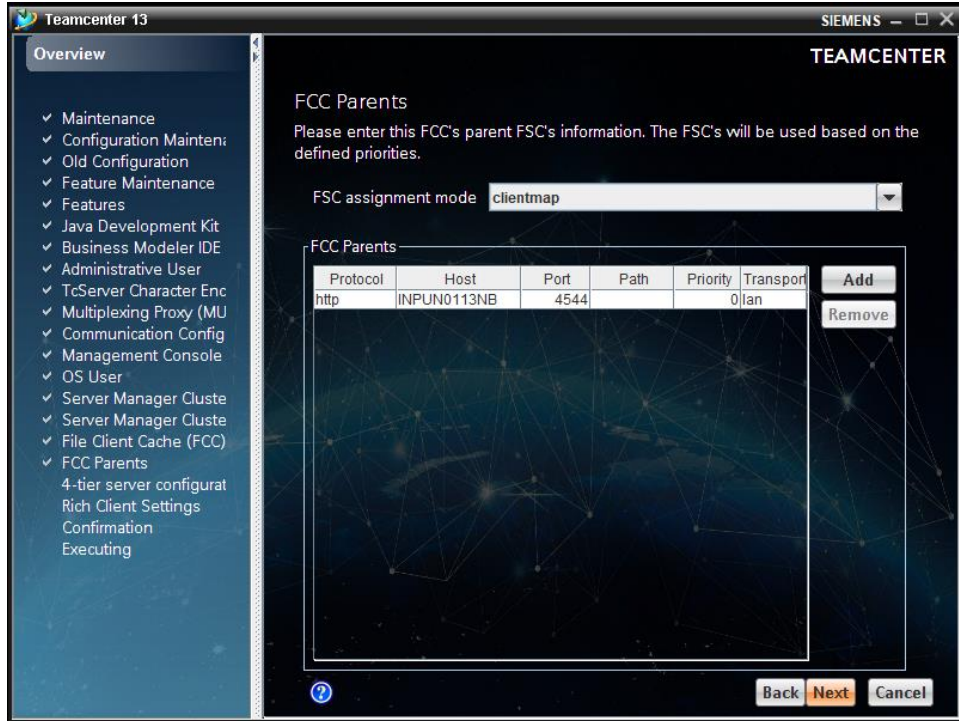 Teamcenter 13
SIEMENS
Overview
TEAMCENTER
Maintenance
Configuration Maintena
Old Configuration
Feature Maintenance
Features
Java Development Kit
Business Modeler IDE
Administrative User
TcServer Character Enc
Multiplexing Proxy (MU
Communication Config
Management Console
OS User
Server Manager Cluste
Server Manager Cluste
File Client Cache (FCC)
FCC Parents
4-tier server configurat
Rich Client Settings
Confirmation
Executing
FCC Parents
Please enter this FCC's parent FSC's information. The FSC's will be used based on the
defined priorities.
FSC assignment mode clientmap
FCC Parents
Protocol Host Port Path Priority Transport
http INPUN0113NB 4544 0 lan
Add
Remove
?
Back Next Cancel